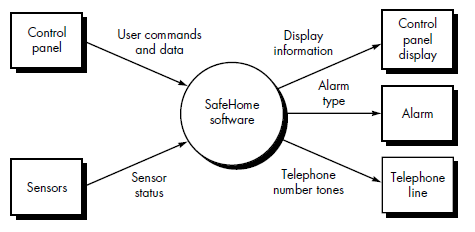 Control
panel
User commands
and data
Display
information
Control
panel
display
SafeHome
software
Alarm
type
Alarm
Sensors
Sensor
status
Telephone
number tones
Telephone
line